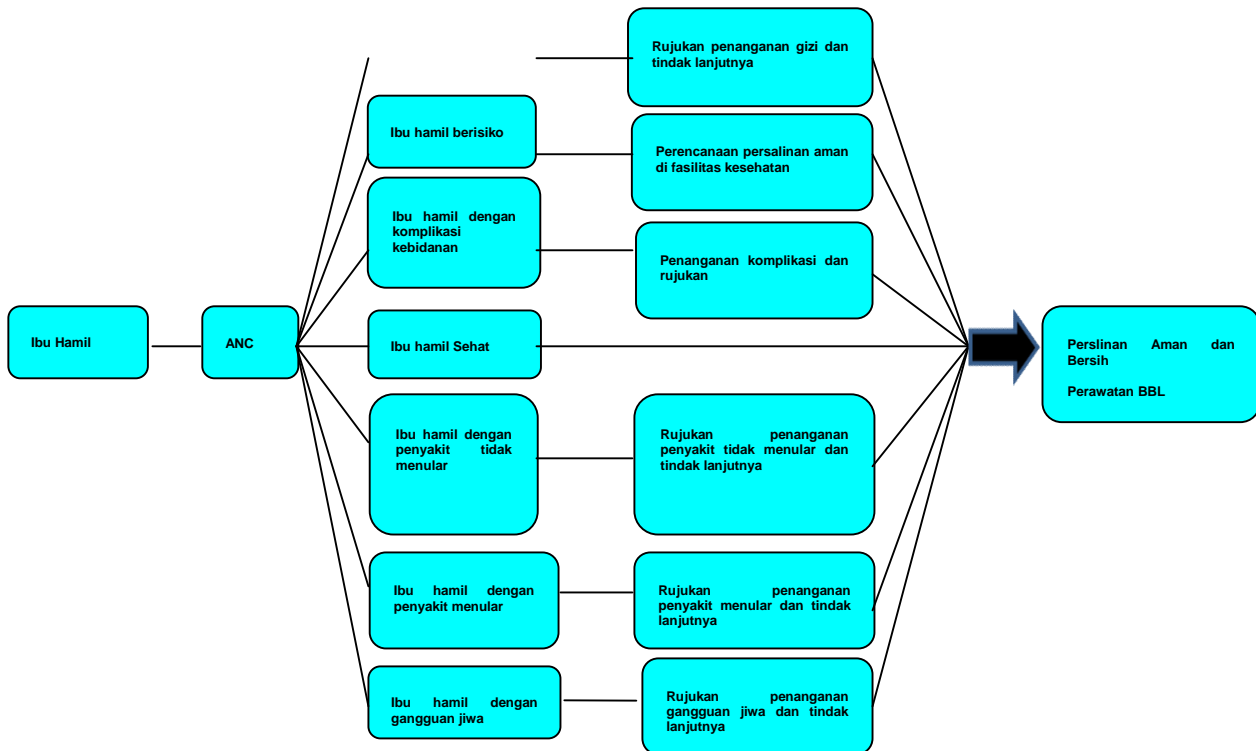 Rujukan penanganan gizi dan
tindak lanjutnya
Ibu hamil berisiko
Perencanaan persalinan aman
di fasilitas kesehatan
Ibu hamil dengan
komplikasi
kebidanan
Penanganan komplikasi dan
rujukan
Ibu Hamil
ANC
Ibu hamil Sehat
Perslinan Aman dan
Bersih
Perawatan BBL
Ibu hamil dengan
penyakit tidak
menular
Rujukan penanganan
penyakit tidak menular dan
tindak lanjutnya
Ibu hamil dengan
penyakit menular
Rujukan penanganan
penyakit menular dan tindak
lanjutnya
Ibu hamil dengan
gangguan jiwa
Rujukan penanganan
gangguan jiwa dan tindak
lanjutnya